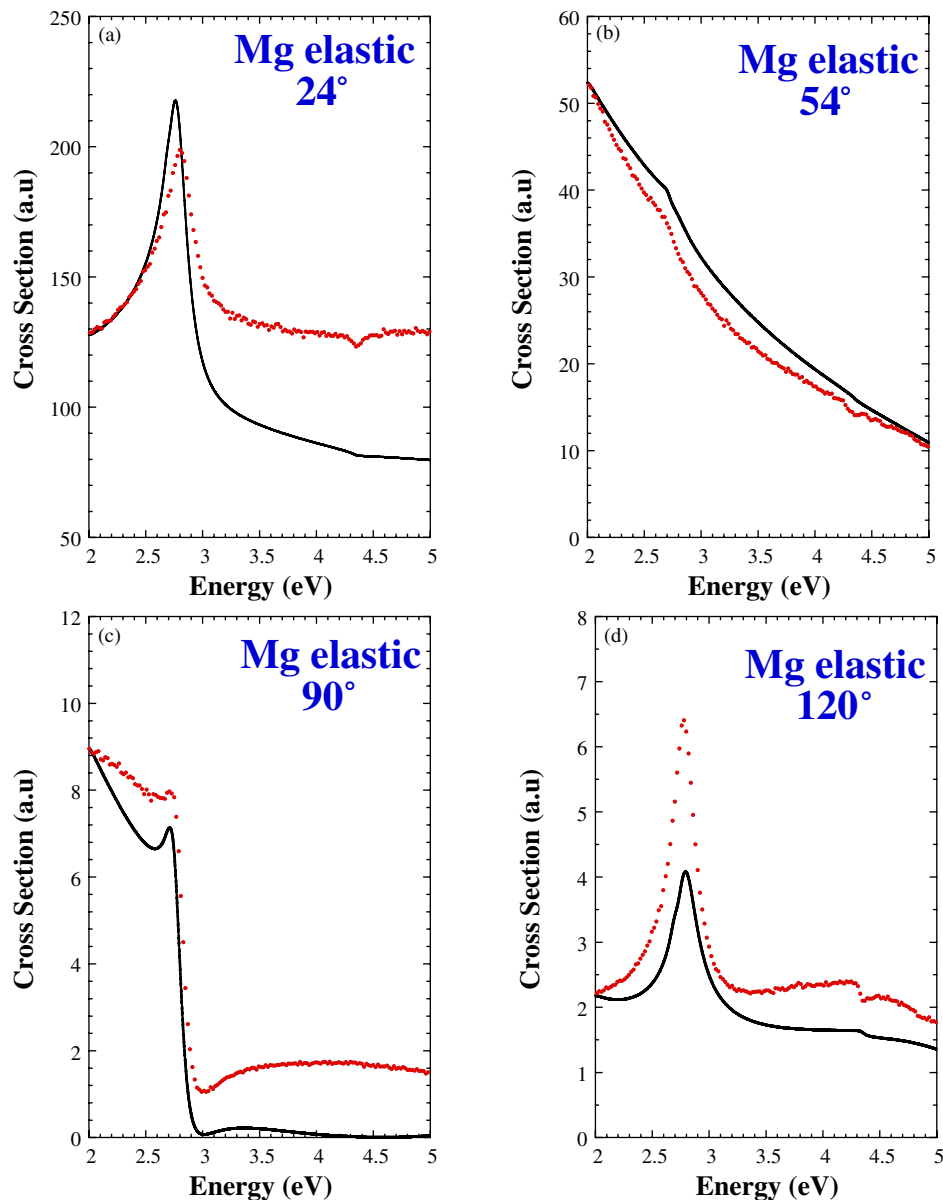 (a)
Mg elastic
24°
Cross Section (a.u)
250
200
150
100
50
2 2.5 3 3.5 4 4.5 5
Energy (eV)
(b)
Mg elastic
54°
Cross Section (a.u)
60
50
40
30
20
10
0
2 2.5 3 3.5 4 4.5 5
Energy (eV)
(c)
Mg elastic
90°
Cross Section (a.u)
12
10
8
6
4
2
0
2 2.5 3 3.5 4 4.5 5
Energy (eV)
(d)
Mg elastic
120°
Cross Section (a.u)
8
7
6
5
4
3
2
1
0
2 2.5 3 3.5 4 4.5 5
Energy (eV)